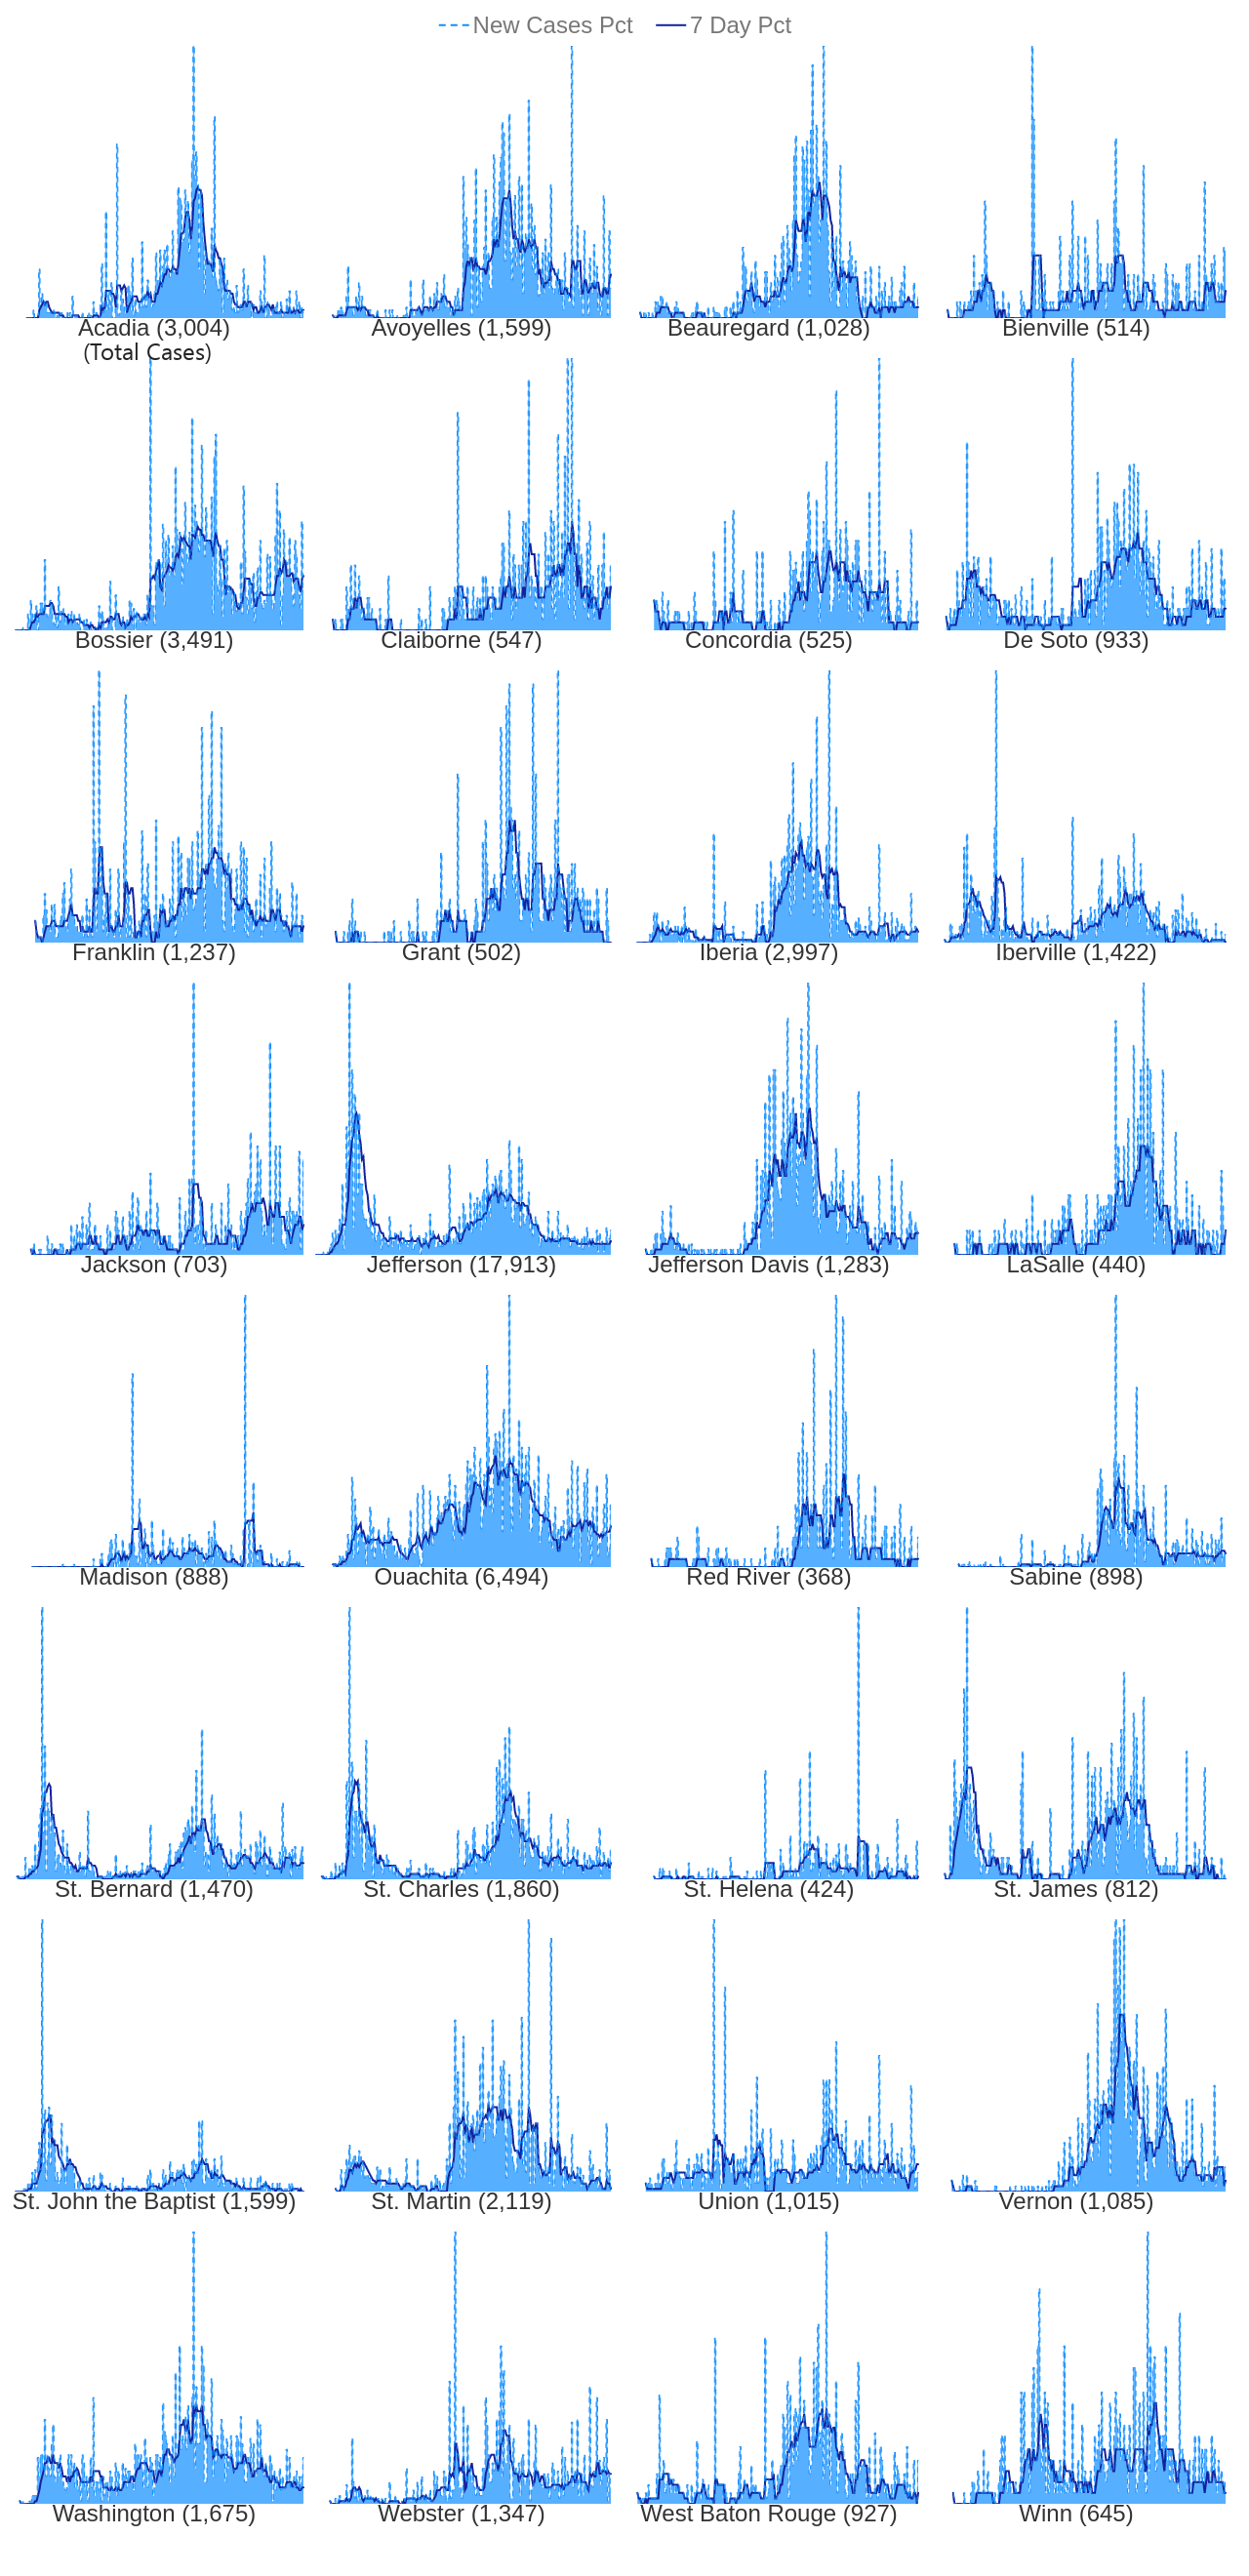 New Cases Pct 7 Day Pct
Acadia (3,004) Avoyelles (1,599) Beauregard (1,028) Bienville (514)
(Total Cases)
Bossier (3,491) Claiborne (547) Concordia (525) De Soto (933)
Franklin (1,237) Grant (502) Iberia (2,997) Iberville (1,422)
Jackson (703) Jefferson (17,913) Jefferson Davis (1,283) LaSalle (440)
Madison (888) Ouachita (6,494) Red River (368) Sabine (898)
St. Bernard (1,470) St. Charles (1,860) St. Helena (424) St. James (812)
St. John the Baptist (1,599) St. Martin (2,119) Union (1,015) Vernon (1,085)
Washington (1,675) Webster (1,347) West Baton Rouge (927) Winn (645)